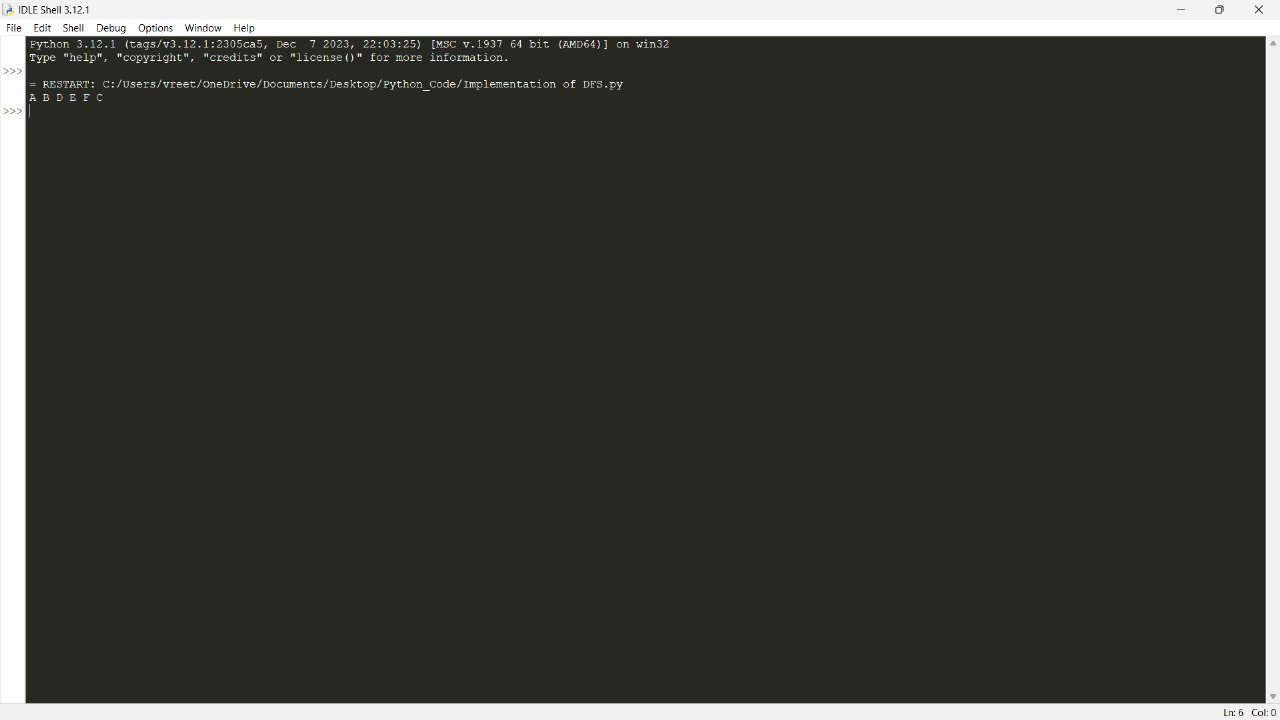 IDLE Shell 3.12.1
File Edit Shell Debug Options Window Help
Python 3.12.1 (tags/v3.12.1:2305ca5, Dec  7 2023, 22:03:25) [MSC v.1937 64 bit (AMD64)] on win32
Type "help", "copyright", "credits" or "license()" for more information.
>>>
= RESTART: C:/Users/vreet/OneDrive/Documents/Desktop/Python_Code/Implementation of DFS.py
A B D E F C
>>>
Ln: 6 Col: 0